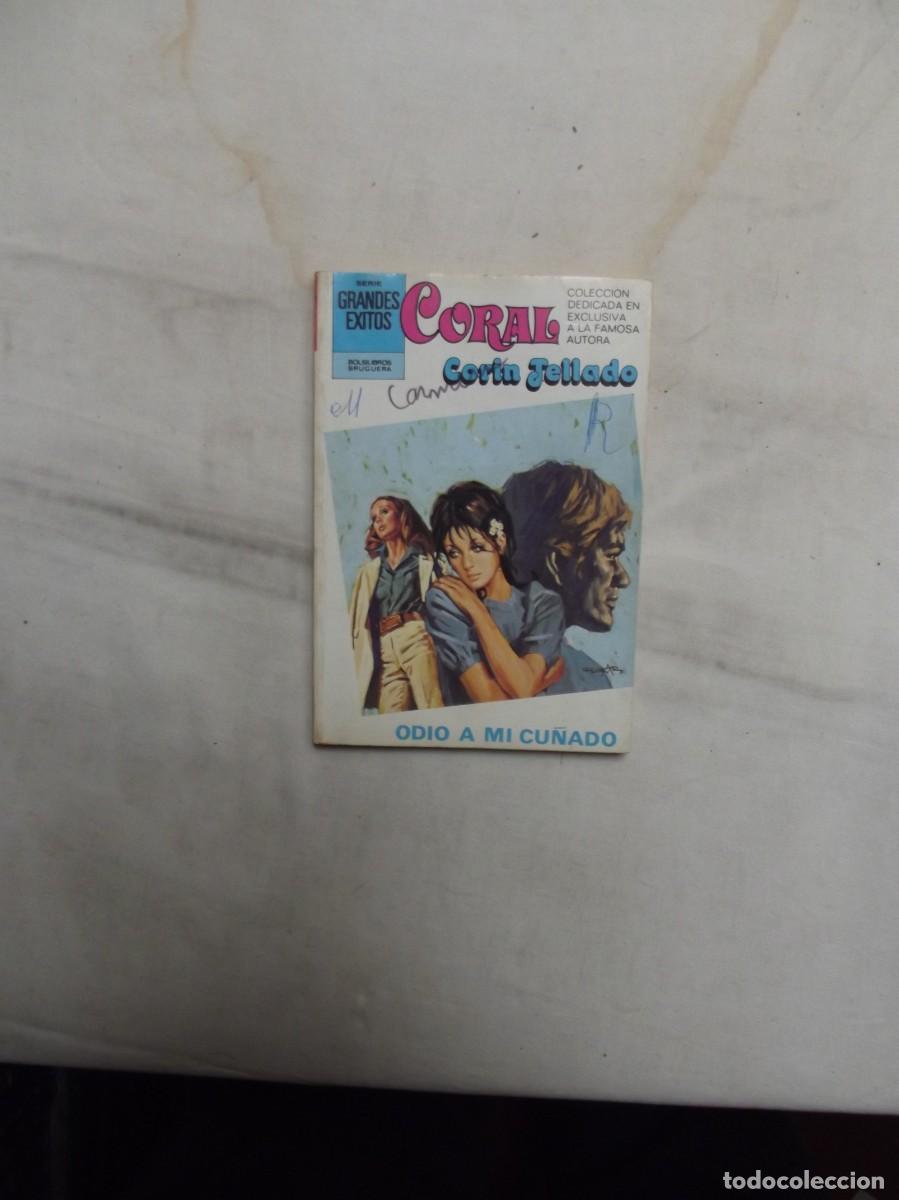 SERIE
GRANDES
EXITOS
BOLSILIBROS
BRUGUERA
CORAL
COLECCION
DEDICADA EN
EXCLUSIVA
A LA FAMOSA
AUTORA
Corín Tellado
R
ODIO A MI CUÑADO
todocoleccion